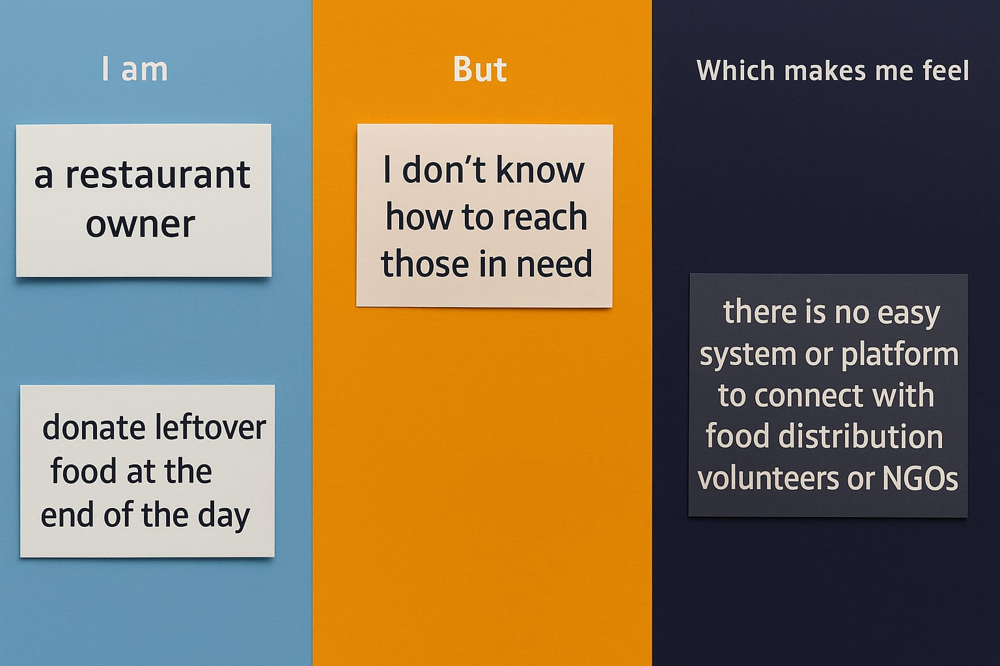 I am
a restaurant
owner
donate leftover
food at the
end of the day
But
I don’t know
how to reach
those in need
Which makes me feel
there is no easy
system or platform
to connect with
food distribution
volunteers or NGOs